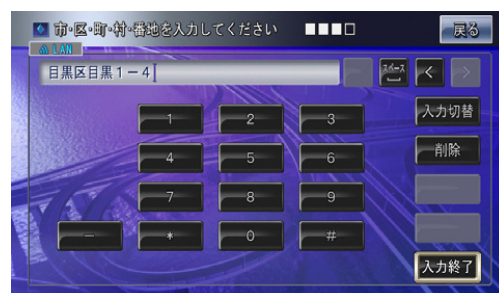 市・区・町・村・番地を入力してください ■■■□ 戻る
LAN
目黒区目黒1－4 スペース < >
1 2 3 入力切替
4 5 6 削除
7 8 9
－ * 0 #
入力終了